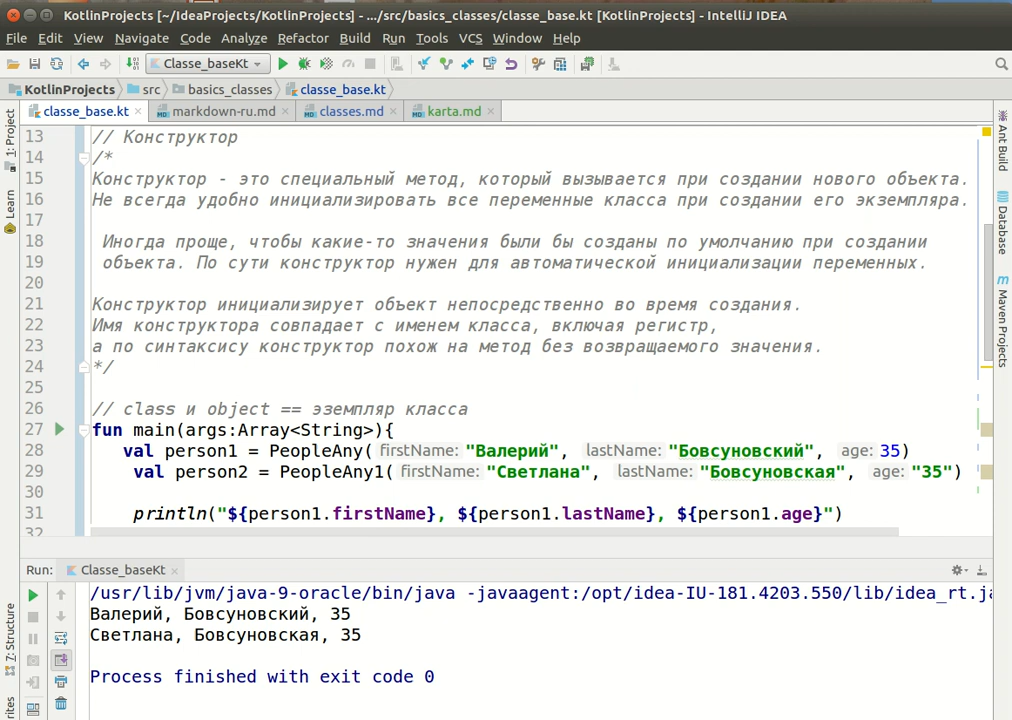 KotlinProjects [~/IdeaProjects/KotlinProjects] - .../src/basics_classes/classe_base.kt [KotlinProjects] - IntelliJ IDEA
File Edit View Navigate Code Analyze Refactor Build Run Tools VCS Window Help
Classe_baseKt
KotlinProjects src basics_classes classe_base.kt
classe_base.kt markdown-ru.md classes.md karta.md
1: Project
Learn
7: Structure
rites
Ant Build
Database
Maven Projects
13 // Конструктор
14 /*
15 Конструктор - это специальный метод, который вызывается при создании нового объекта.
16 Не всегда удобно инициализировать все переменные класса при создании его экземпляра.
17
18 Иногда проще, чтобы какие-то значения были бы созданы по умолчанию при создании
19 объекта. По сути конструктор нужен для автоматической инициализации переменных.
20
21 Конструктор инициализирует объект непосредственно во время создания.
22 Имя конструктора совпадает с именем класса, включая регистр,
23 а по синтаксису конструктор похож на метод без возвращаемого значения.
24 */
25
26 // class и object == эземпляр класса
27 fun main(args:Array<String>){
28 val person1 = PeopleAny( firstName: "Валерий", lastName: "Бовсуновский", age: 35)
29 val person2 = PeopleAny1( firstName: "Светлана", lastName: "Бовсуновская", age: "35")
30
31 println("${person1.firstName}, ${person1.lastName}, ${person1.age}")
32
Run: Classe_baseKt
/usr/lib/jvm/java-9-oracle/bin/java -javaagent:/opt/idea-IU-181.4203.550/lib/idea_rt.ja
Валерий, Бовсуновский, 35
Светлана, Бовсуновская, 35
Process finished with exit code 0